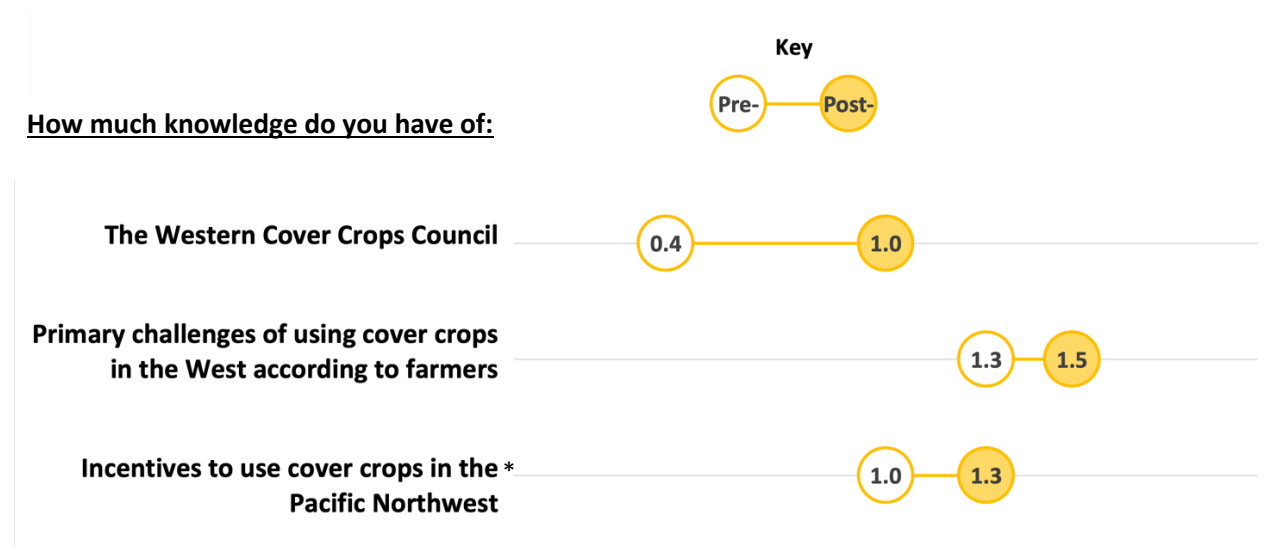 Key
Pre-
Post-
How much knowledge do you have of:
The Western Cover Crops Council
0.4
1.0
Primary challenges of using cover crops
in the West according to farmers
1.3
1.5
Incentives to use cover crops in the *
Pacific Northwest
1.0
1.3